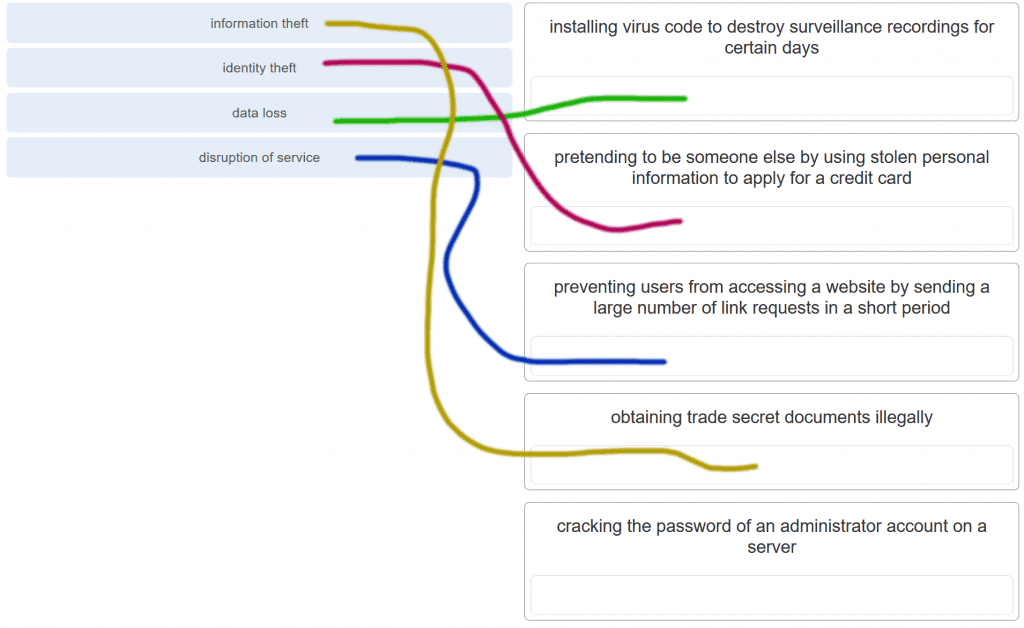 information theft
identity theft
data loss
disruption of service
installing virus code to destroy surveillance recordings for
certain days
pretending to be someone else by using stolen personal
information to apply for a credit card
preventing users from accessing a website by sending a
large number of link requests in a short period
obtaining trade secret documents illegally
cracking the password of an administrator account on a
server